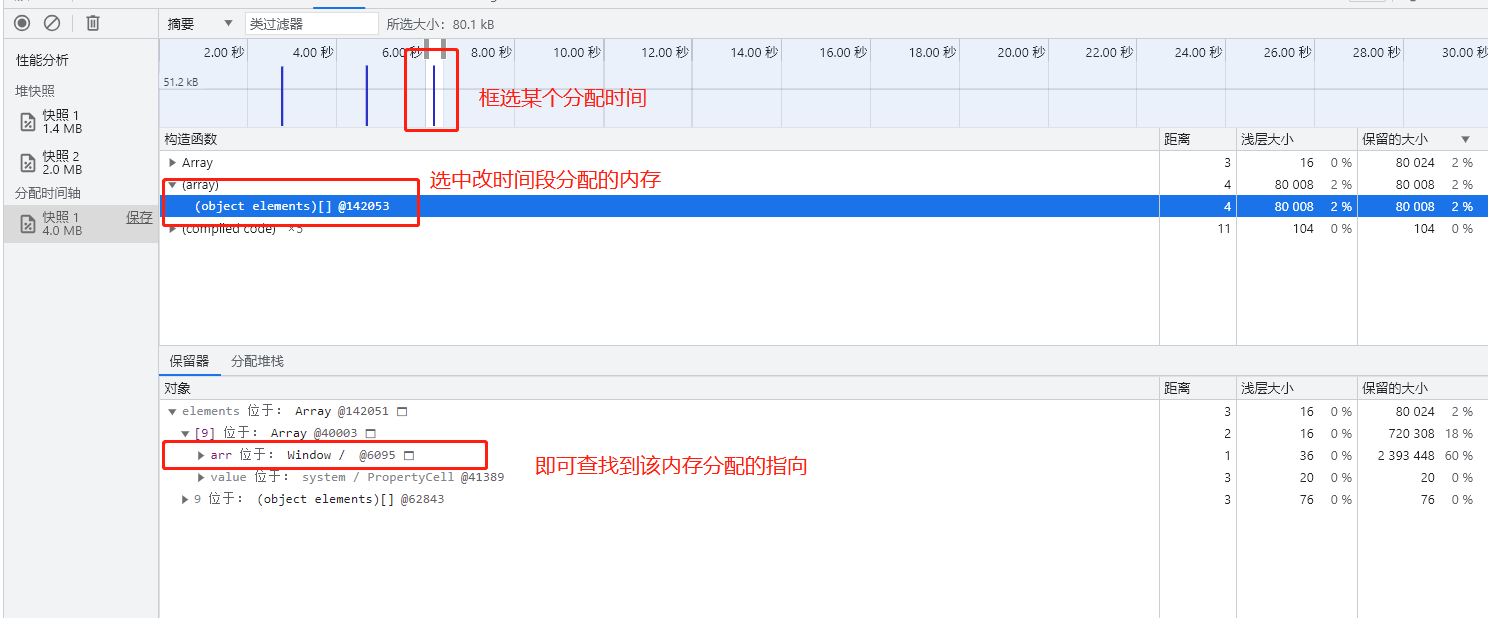 摘要 ▼ 类过滤器 所选大小: 80.1 kB
性能分析
堆快照
快照 1
1.4 MB
快照 2
2.0 MB
分配时间轴
快照 1 保存
4.0 MB
2.00 秒 4.00 秒 6.00 秒 8.00 秒 10.00 秒 12.00 秒 14.00 秒 16.00 秒 18.00 秒 20.00 秒 22.00 秒 24.00 秒 26.00 秒 28.00 秒 30.00 秒
51.2 kB
框选某个分配时间
构造函数 距离 浅层大小 保留的大小 ▼
▶ Array 3 16 0 % 80 024 2 %
▼ (array) 4 80 008 2 % 80 008 2 %
选中改时间段分配的内存
(object elements)[] @142053 4 80 008 2 % 80 008 2 %
▶ (compiled code) ×5 11 104 0 % 104 0 %
保留器 分配堆栈
对象 距离 浅层大小 保留的大小
▼ elements 位于: Array @142051 3 16 0 % 80 024 2 %
▼ [9] 位于: Array @40003 2 16 0 % 720 308 18 %
▶ arr 位于: Window / @6095 1 36 0 % 2 393 448 60 %
即可查找到该内存分配的指向
▶ value 位于: system / PropertyCell @41389 3 20 0 % 20 0 %
▶ 9 位于: (object elements)[] @62843 3 76 0 % 76 0 %